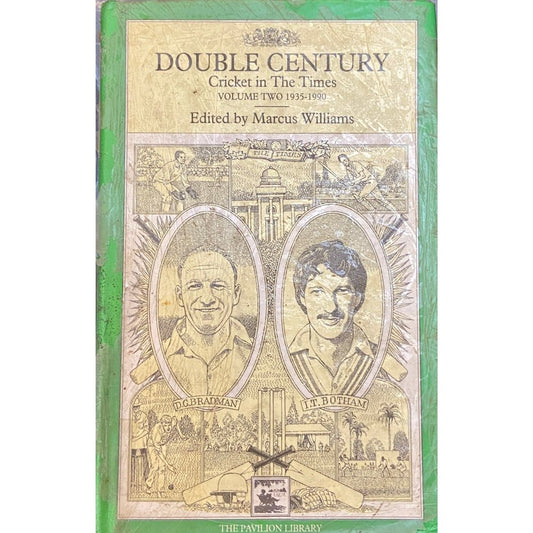 DOUBLE CENTURY
Cricket in The Times
VOLUME TWO 1935-1990
Edited by Marcus Williams
THE TIMES
D.G.BRADMAN
I.T. BOTHAM
THE PAVILION LIBRARY